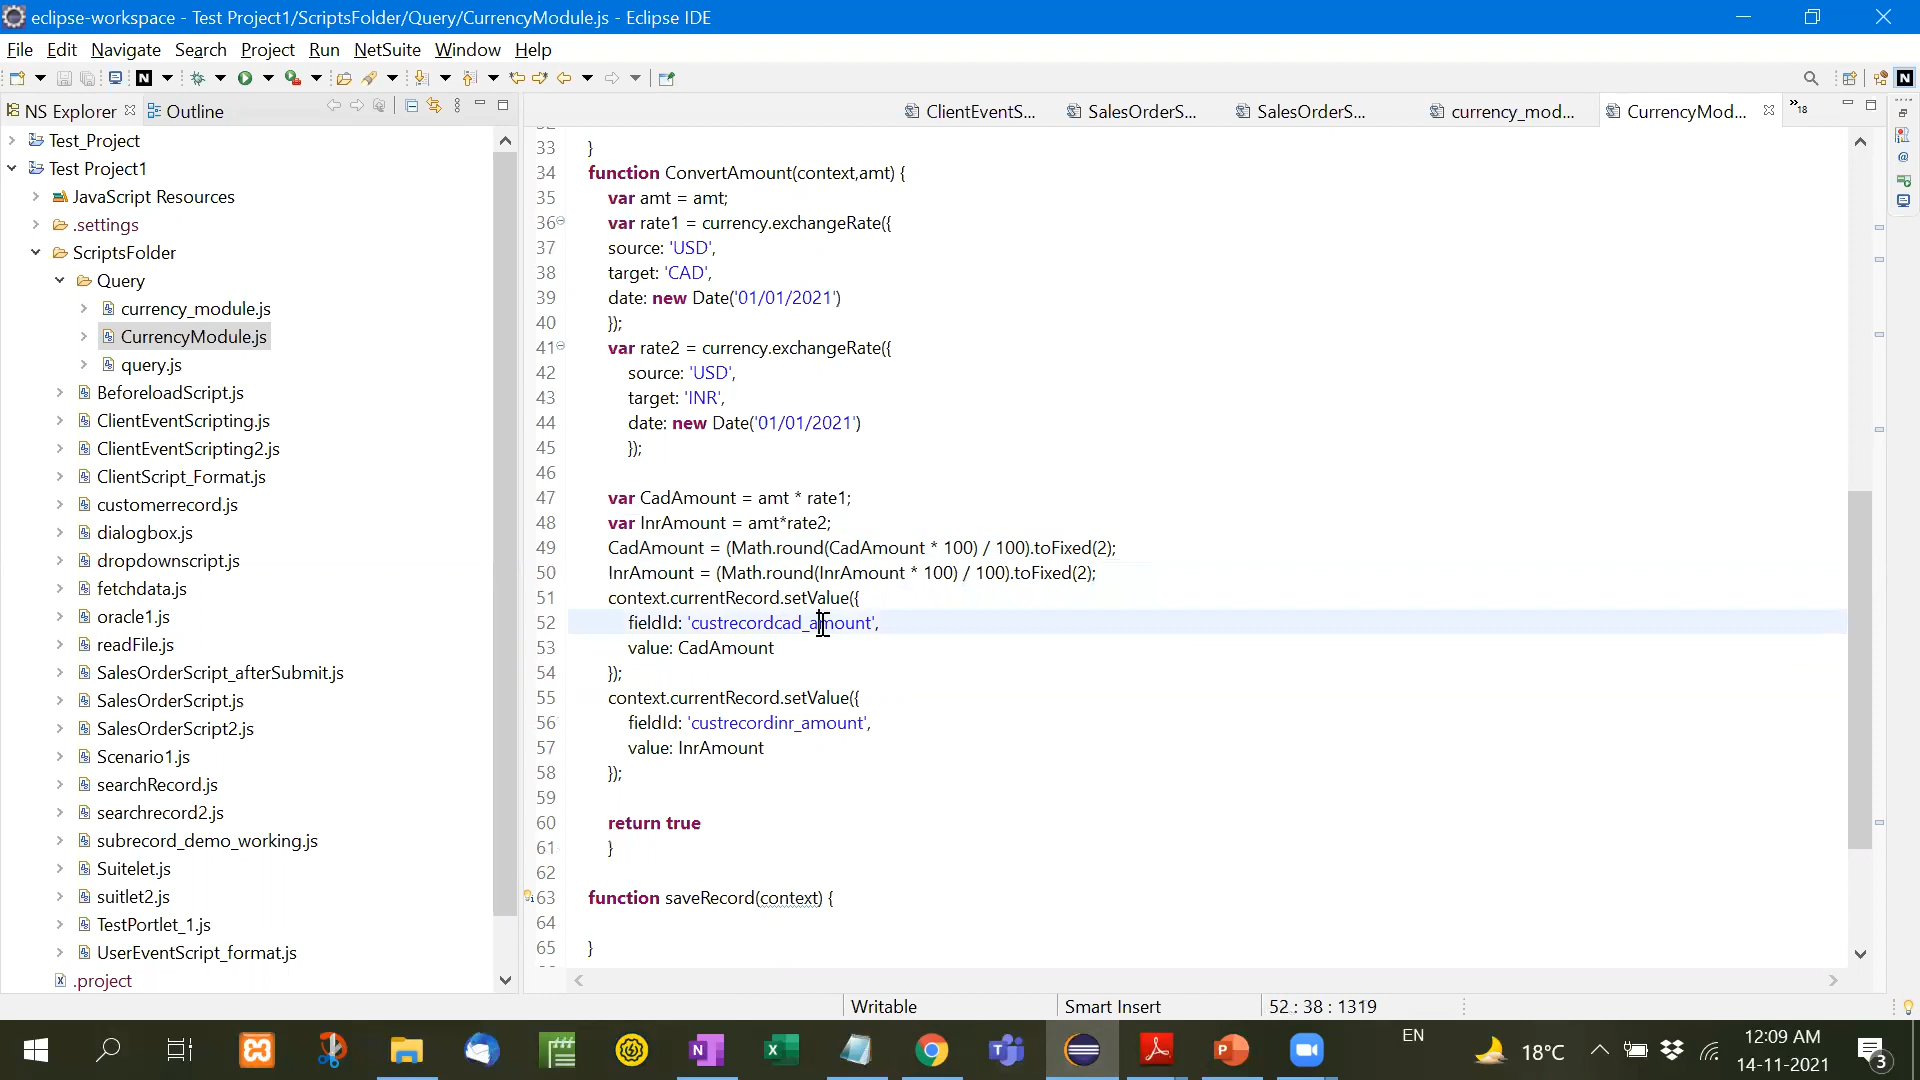 eclipse-workspace - Test Project1/ScriptsFolder/Query/CurrencyModule.js - Eclipse IDE
File Edit Navigate Search Project Run NetSuite Window Help
NS Explorer
Outline
ClientEventS...
SalesOrderS...
SalesOrderS...
currency_mod...
CurrencyMod...
»18
Test_Project
Test Project1
JavaScript Resources
.settings
ScriptsFolder
Query
currency_module.js
CurrencyModule.js
query.js
BeforeloadScript.js
ClientEventScripting.js
ClientEventScripting2.js
ClientScript_Format.js
customerrecord.js
dialogbox.js
dropdownscript.js
fetchdata.js
oracle1.js
readFile.js
SalesOrderScript_afterSubmit.js
SalesOrderScript.js
SalesOrderScript2.js
Scenario1.js
searchRecord.js
searchrecord2.js
subrecord_demo_working.js
Suitelet.js
suitlet2.js
TestPortlet_1.js
UserEventScript_format.js
.project
33 }
34 function ConvertAmount(context,amt) {
35 var amt = amt;
36 var rate1 = currency.exchangeRate({
37 source: 'USD',
38 target: 'CAD',
39 date: new Date('01/01/2021')
40 });
41 var rate2 = currency.exchangeRate({
42 source: 'USD',
43 target: 'INR',
44 date: new Date('01/01/2021')
45 });
46
47 var CadAmount = amt * rate1;
48 var InrAmount = amt*rate2;
49 CadAmount = (Math.round(CadAmount * 100) / 100).toFixed(2);
50 InrAmount = (Math.round(InrAmount * 100) / 100).toFixed(2);
51 context.currentRecord.setValue({
52 fieldId: 'custrecordcad_amount',
53 value: CadAmount
54 });
55 context.currentRecord.setValue({
56 fieldId: 'custrecordinr_amount',
57 value: InrAmount
58 });
59
60 return true
61 }
62
63 function saveRecord(context) {
64
65 }
Writable
Smart Insert
52 : 38 : 1319
EN
18°C
12:09 AM
14-11-2021
3